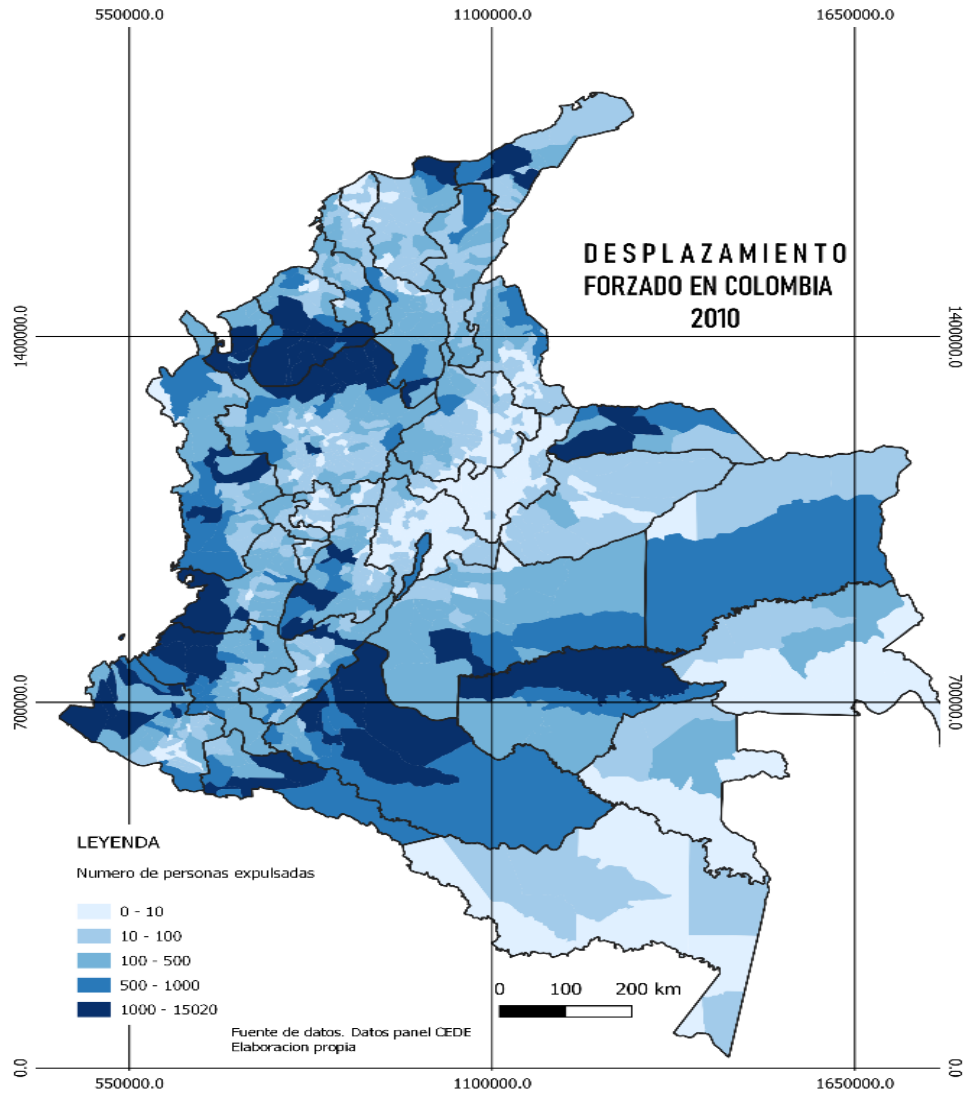 550000.0 1100000.0 1650000.0
DESPLAZAMIENTO
FORZADO EN COLOMBIA
2010
1400000.0 1400000.0
700000.0 700000.0
LEYENDA
Numero de personas expulsadas
0 - 10
10 - 100
100 - 500
500 - 1000
1000 - 15020
0 100 200 km
Fuente de datos. Datos panel CEDE
Elaboracion propia
0.0 0.0
550000.0 1100000.0 1650000.0